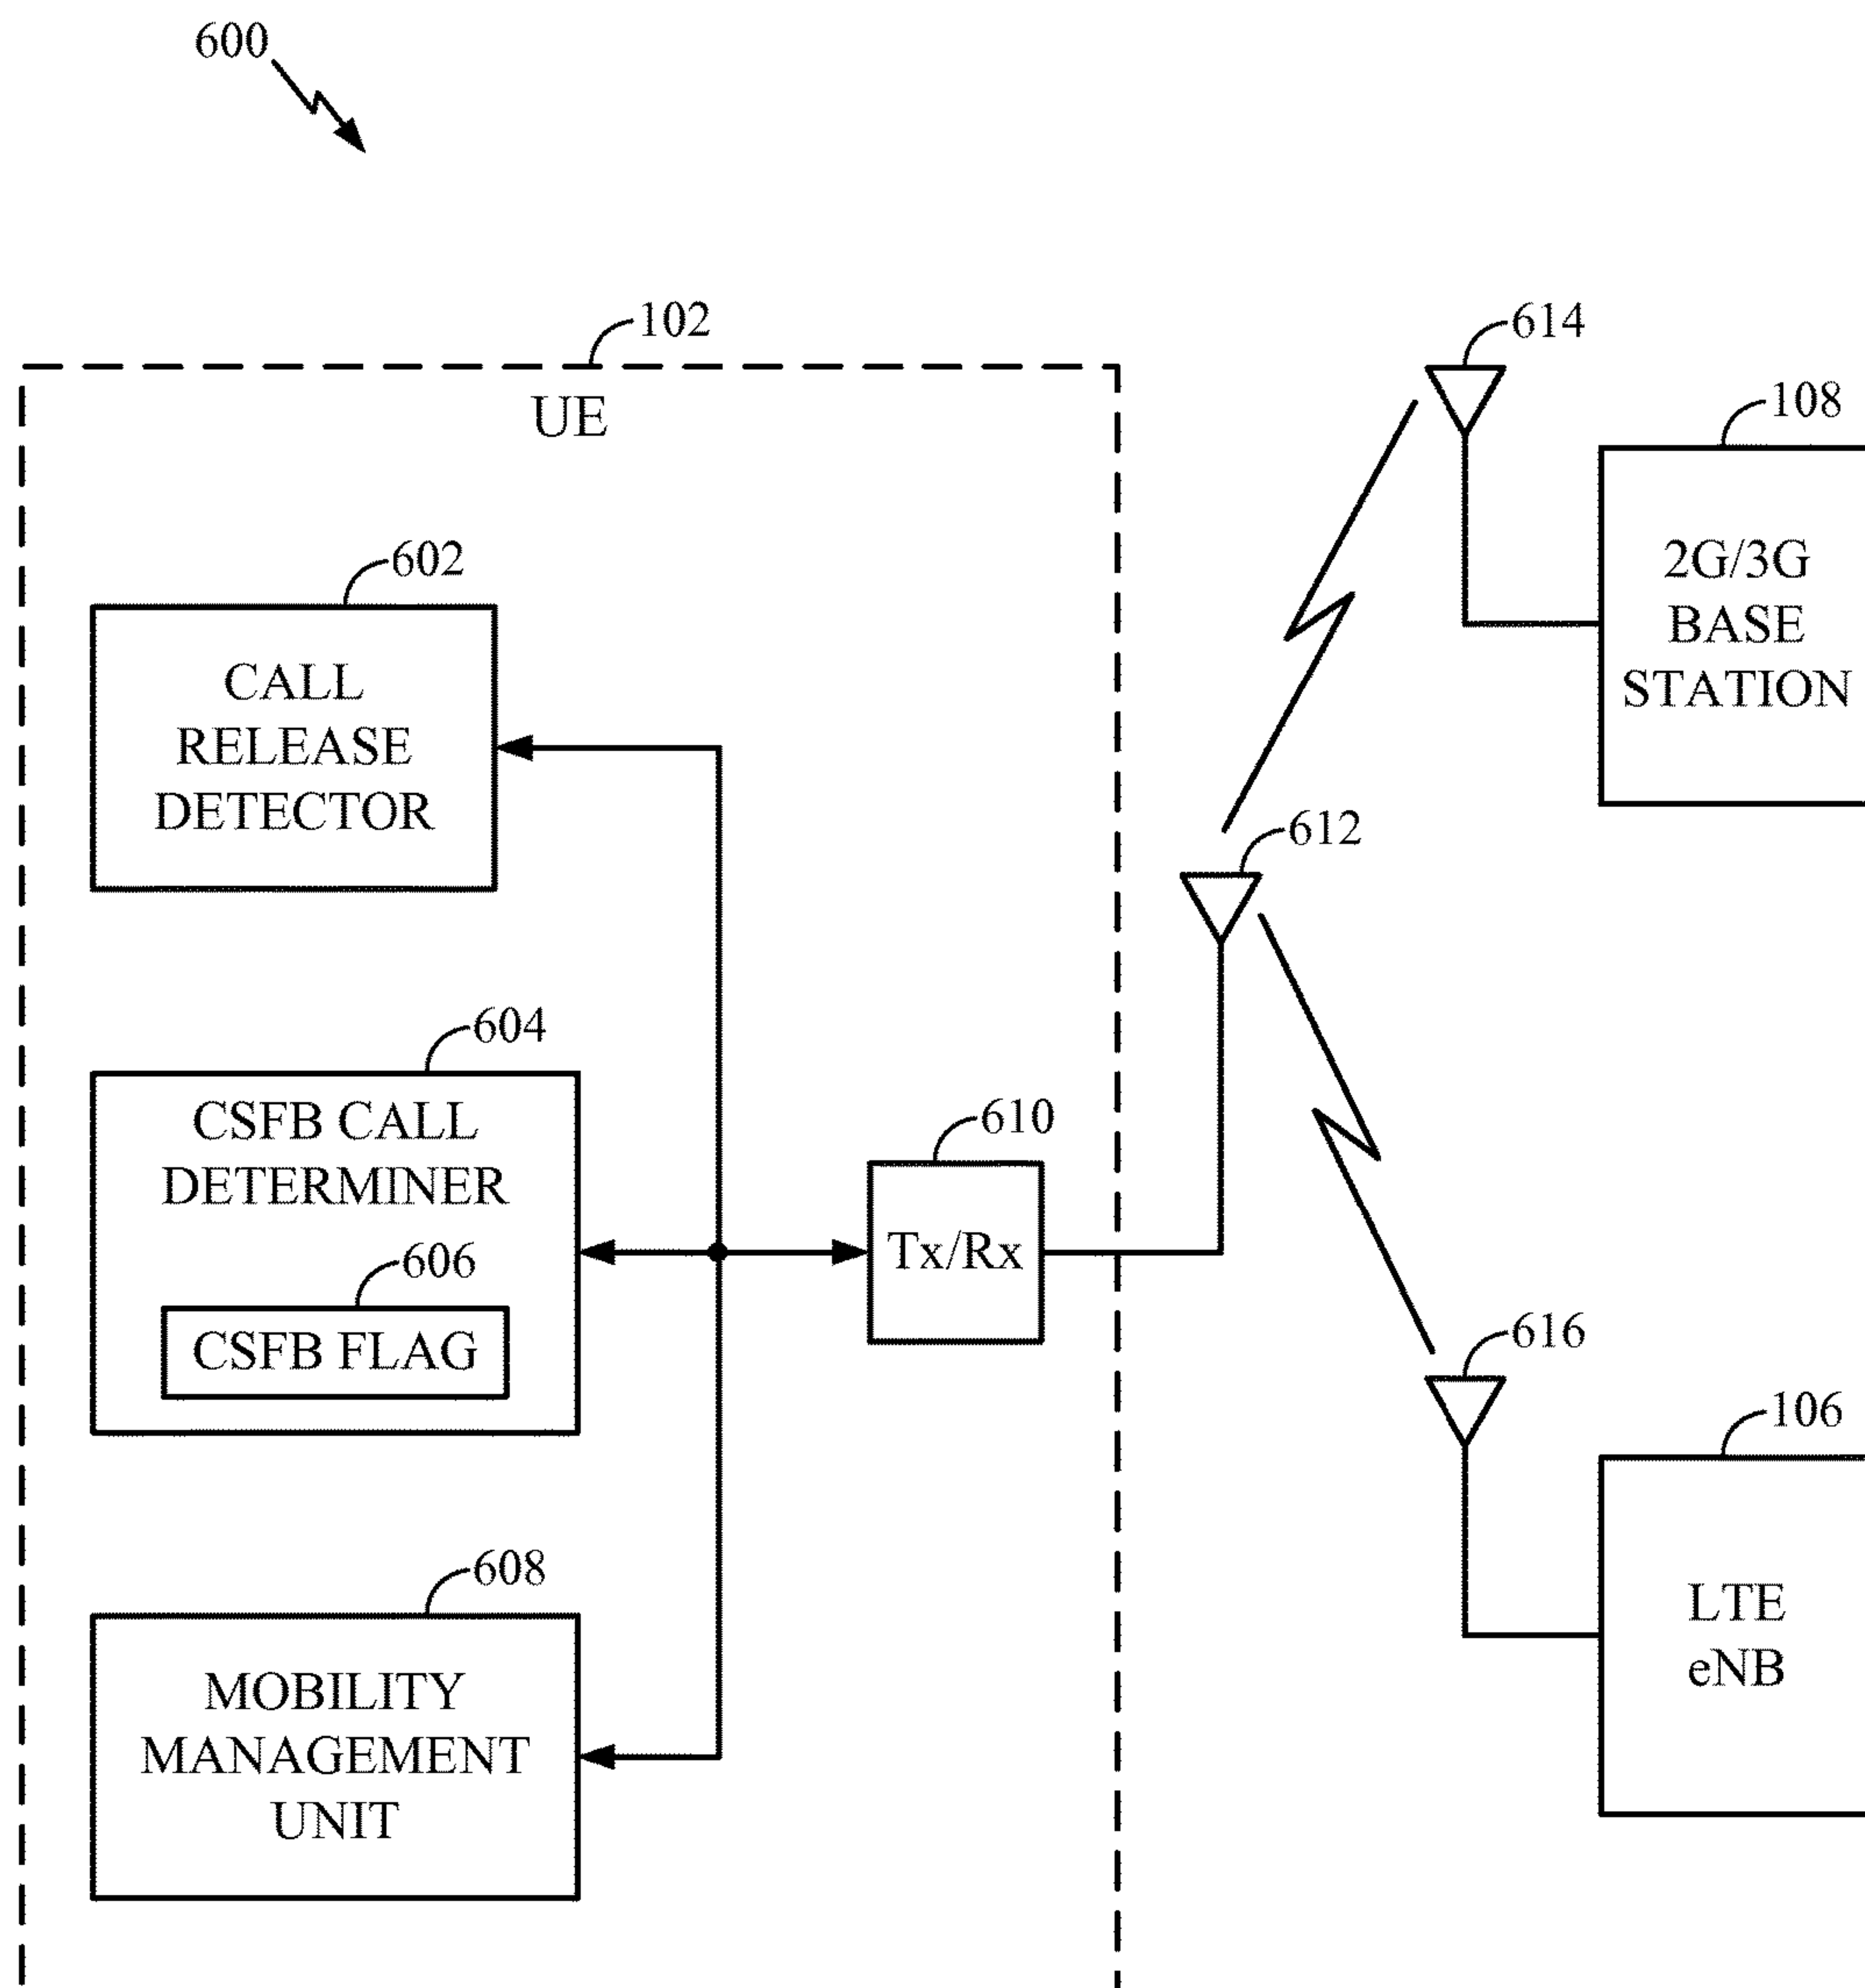 600
102
UE
614
108
2G/3G
BASE
STATION
602
CALL
RELEASE
DETECTOR
612
604
CSFB CALL
DETERMINER
606
CSFB FLAG
610
Tx/Rx
616
106
LTE
eNB
608
MOBILITY
MANAGEMENT
UNIT